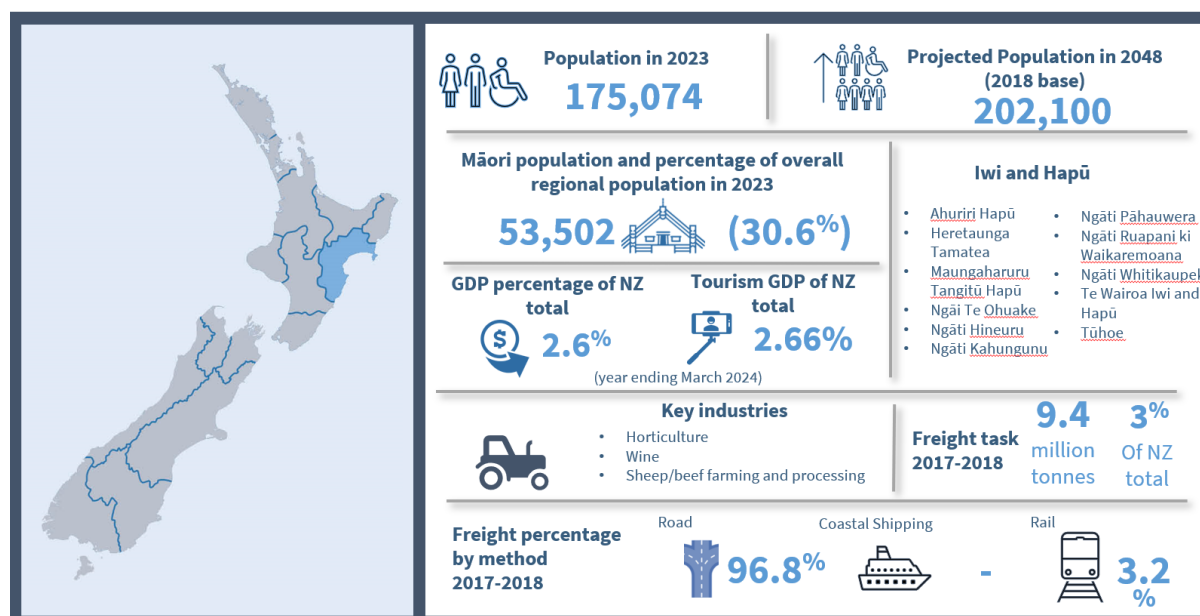 Population in 2023
175,074
Projected Population in 2048
(2018 base)
202,100
Māori population and percentage of overall
regional population in 2023
53,502
(30.6%)
Iwi and Hapū
• Ahuriri Hapū
• Heretaunga
Tamatea
• Maungaharuru
Tangitū Hapū
• Ngāi Te Ohuake
• Ngāti Hineuru
• Ngāti Kahungunu
• Ngāti Pāhauwera
• Ngāti Ruapani ki
Waikaremoana
• Ngāti Whitikaupek
• Te Wairoa Iwi and
Hapū
• Tūhoe
GDP percentage of NZ
total
$
2.6%
Tourism GDP of NZ
total
2.66%
(year ending March 2024)
Key industries
• Horticulture
• Wine
• Sheep/beef farming and processing
Freight task
2017-2018
9.4
million
tonnes
3%
Of NZ
total
Freight percentage
by method
2017-2018
Road
96.8%
Coastal Shipping
-
Rail
3.2
%